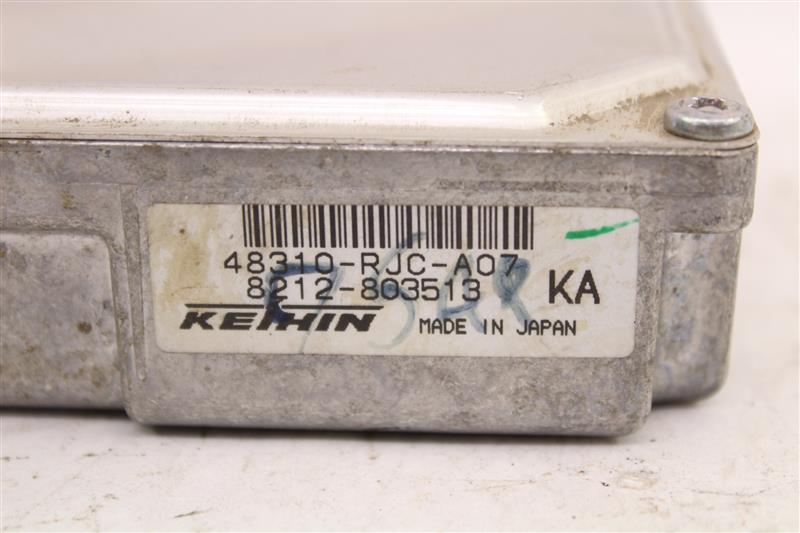 48310-RJC-A07
8212-803513 KA
KEIHIN MADE IN JAPAN